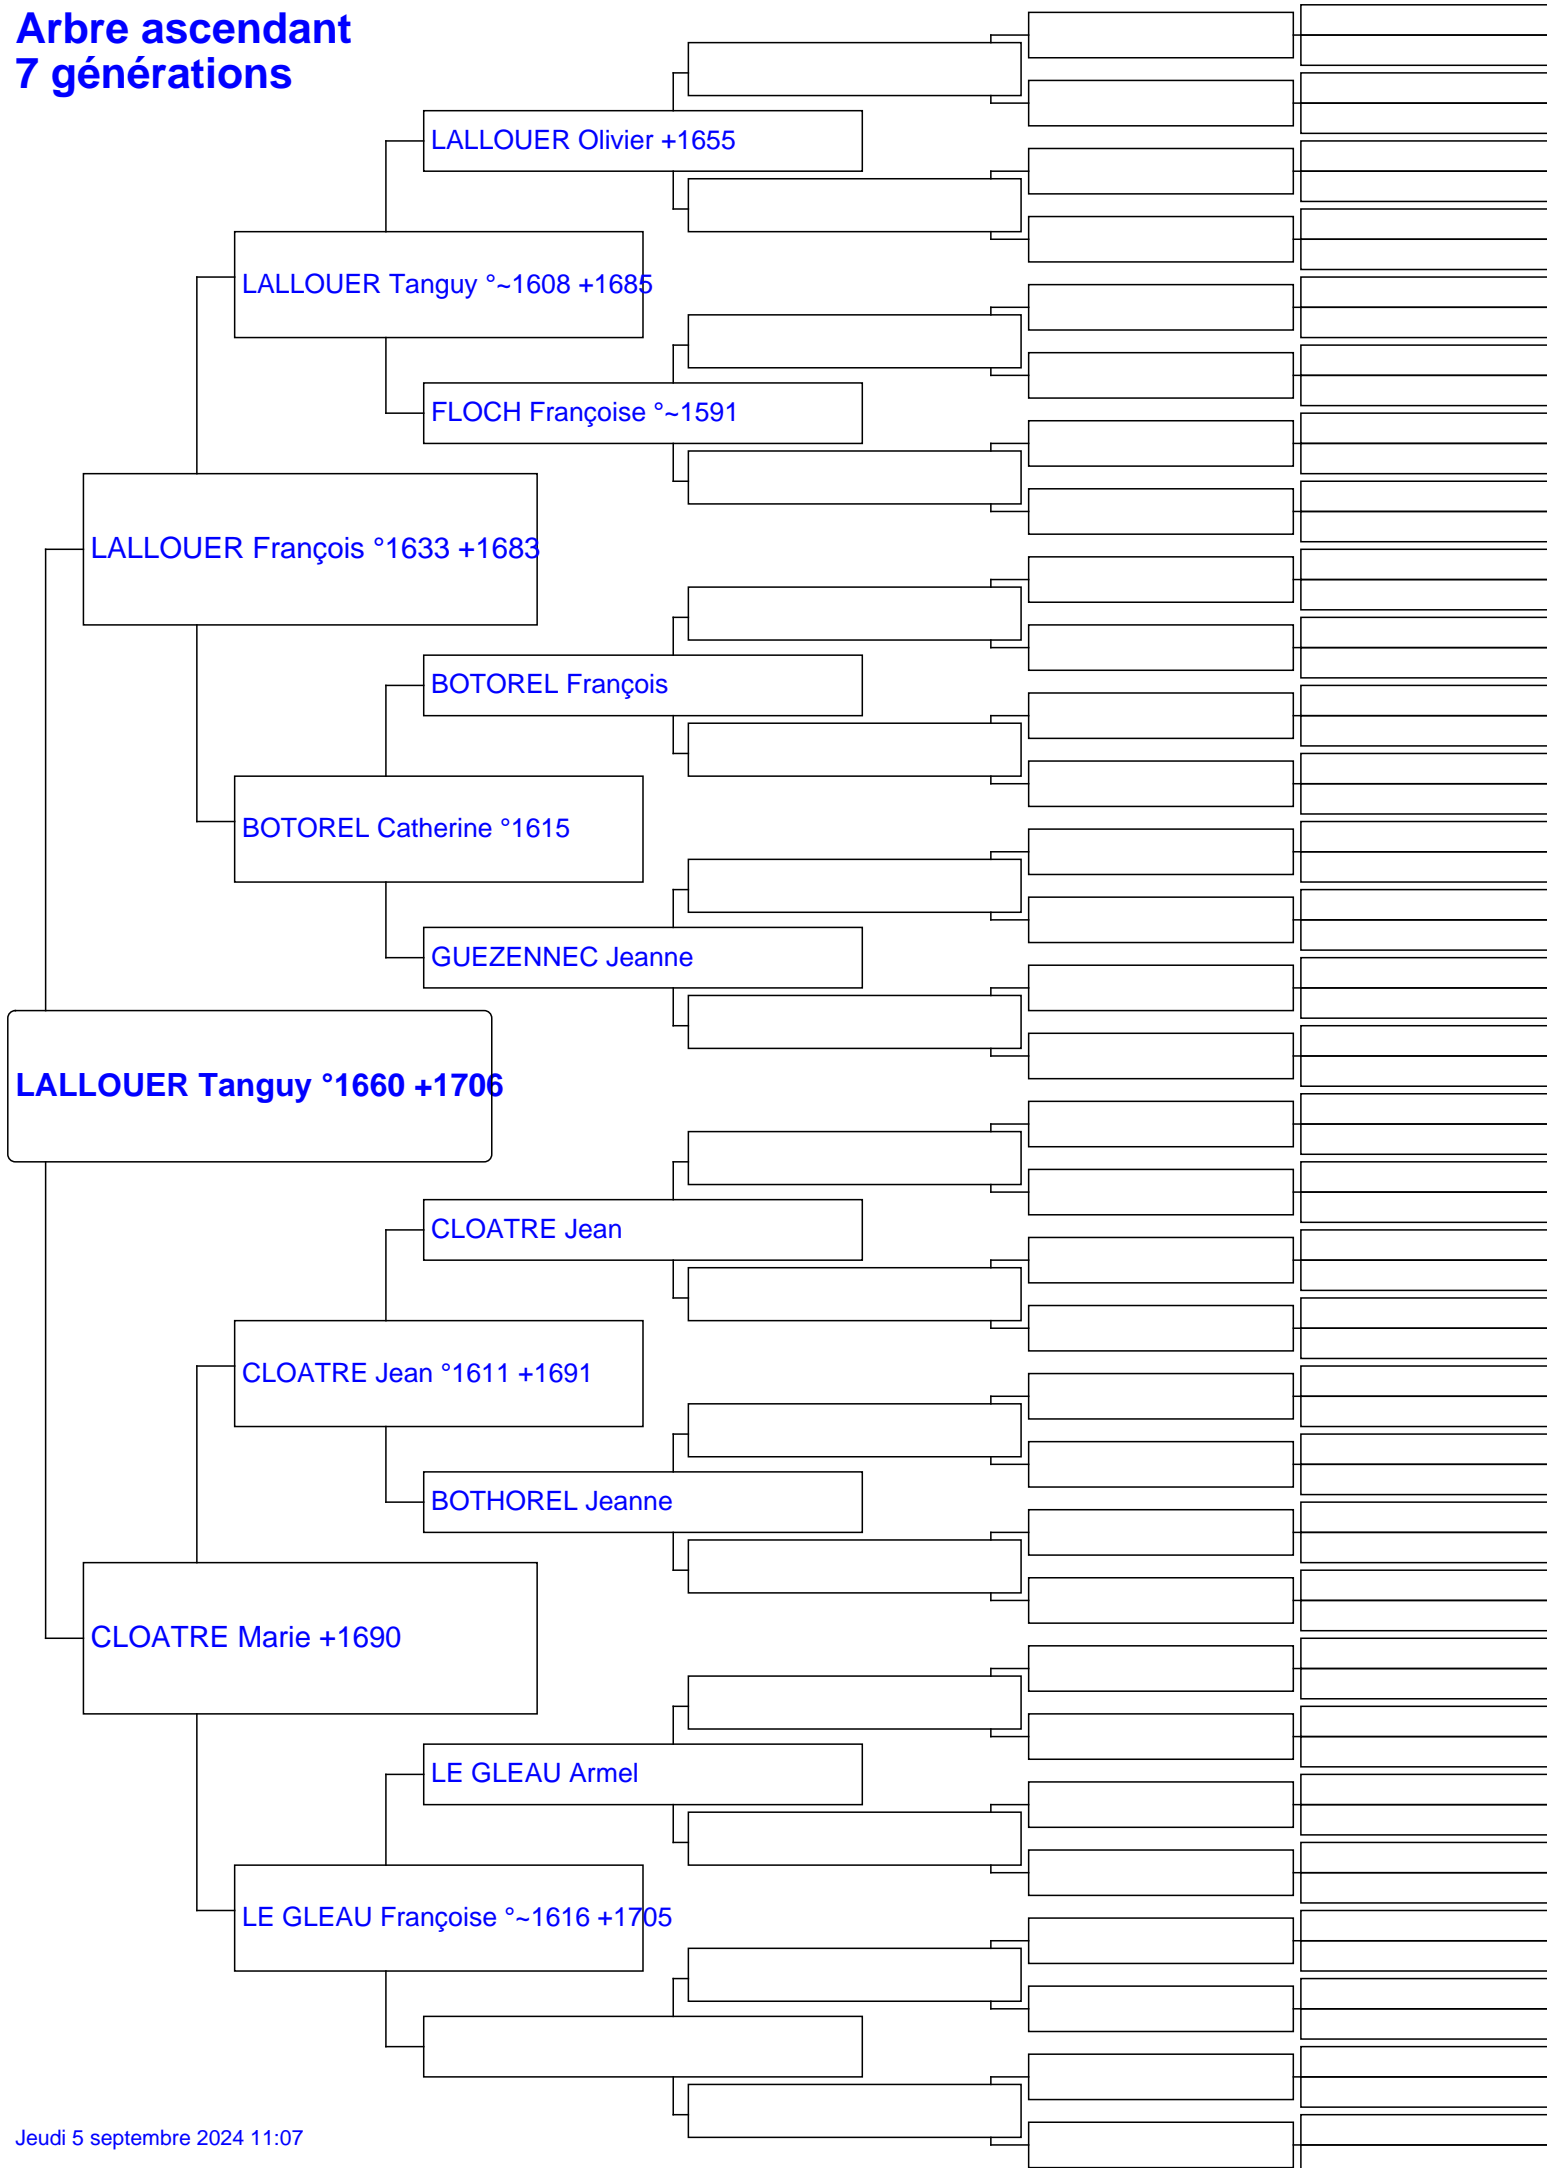 Arbre ascendant
7 générations
LALLOUER Olivier +1655
LALLOUER Tanguy °~1608 +1685
FLOCH Françoise °~1591
LALLOUER François °1633 +1683
BOTOREL François
BOTOREL Catherine °1615
GUEZENNEC Jeanne
LALLOUER Tanguy °1660 +1706
CLOATRE Jean
CLOATRE Jean °1611 +1691
BOTHOREL Jeanne
CLOATRE Marie +1690
LE GLEAU Armel
LE GLEAU Françoise °~1616 +1705
Jeudi 5 septembre 2024 11:07